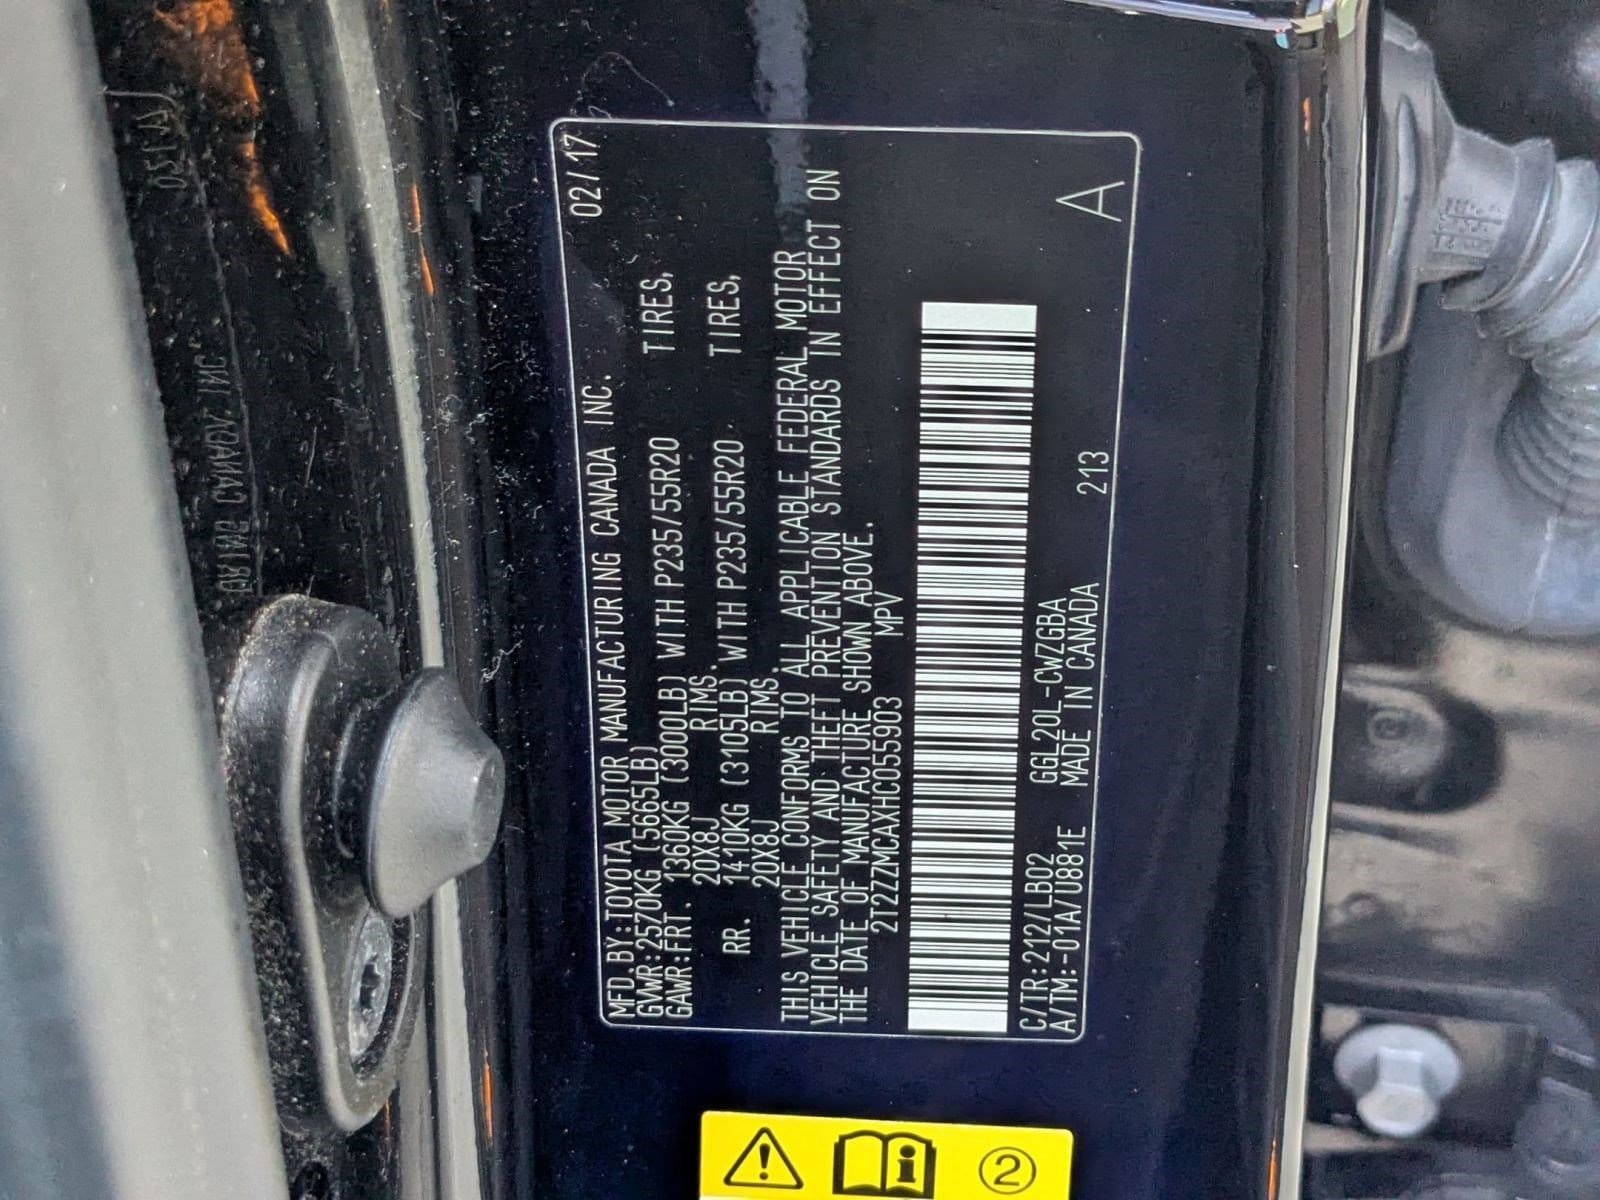 02/17
MFD.BY:TOYOTA MOTOR MANUFACTURING CANADA INC.
GVWR:2570KG (5665LB)
GAWR:FRT. 1360KG (3000LB) WITH P235/55R20 TIRES,
20X8J RIMS,
RR. 1410KG (3105LB) WITH P235/55R20 TIRES,
20X8J RIMS.
THIS VEHICLE CONFORMS TO ALL APPLICABLE FEDERAL MOTOR
VEHICLE SAFETY AND THEFT PREVENTION STANDARDS IN EFFECT ON
THE DATE OF MANUFACTURE SHOWN ABOVE.
2T2ZZMCAXHC055903 MPV
C/TR:212/LB02 GGL20L-CWZGBA
A/TM:-01A/U881E MADE IN CANADA 213
A
2